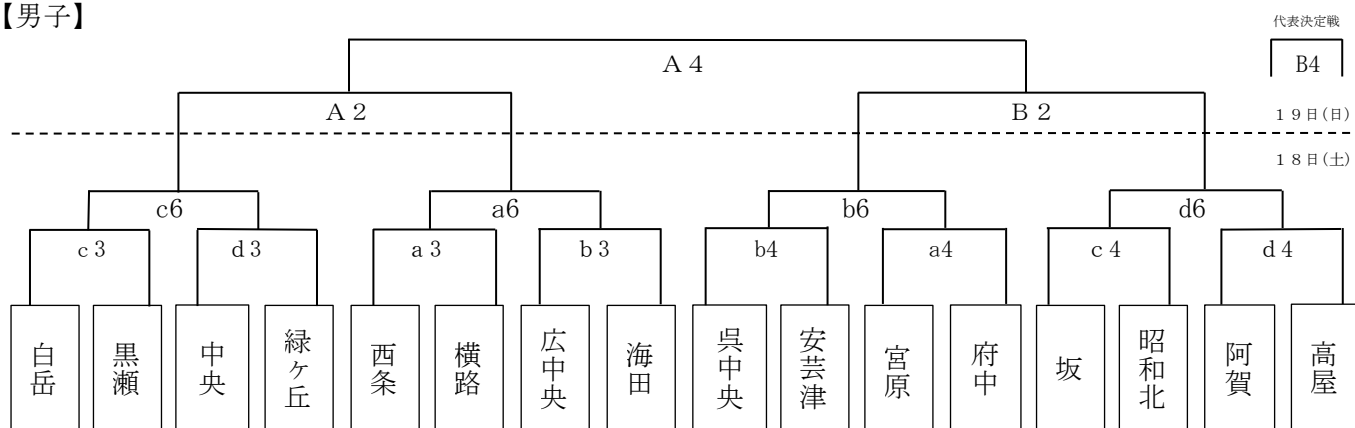 【男子】
代表決定戦
A4
B4
A2
B2
19日(日)
18日(土)
c6
a6
b6
d6
c3
d3
a3
b3
b4
a4
c4
d4
白岳
黒瀬
中央
緑ヶ丘
西条
横路
広中央
海田
呉中央
安芸津
宮原
府中
坂
昭和北
阿賀
高屋